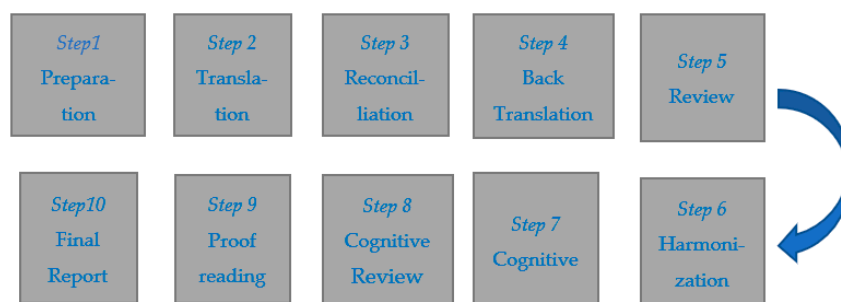 Step1
Prepara-
tion
Step 2
Transla-
tion
Step 3
Reconcil-
liation
Step 4
Back
Translation
Step 5
Review
Step 6
Harmoni-
zation
Step 7
Cognitive
Step 8
Cognitive
Review
Step 9
Proof
reading
Step10
Final
Report